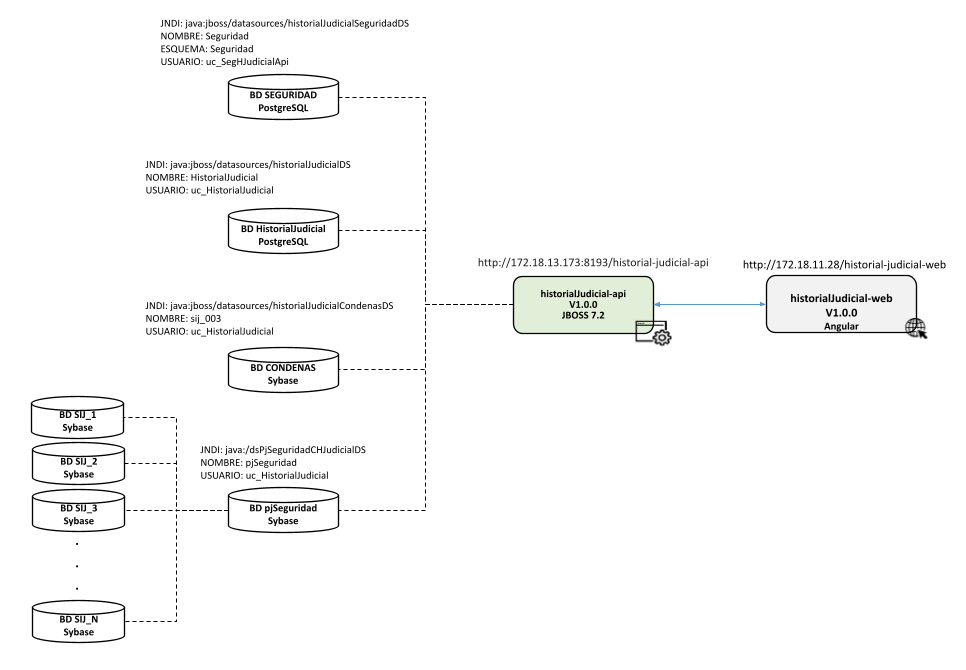 JNDI: java:jboss/datasources/historialJudicialSeguridadDS
NOMBRE: Seguridad
ESQUEMA: Seguridad
USUARIO: uc_SegHJudicialApi
BD SEGURIDAD
PostgreSQL
JNDI: java:jboss/datasources/historialJudicialDS
NOMBRE: HistorialJudicial
USUARIO: uc_HistorialJudicial
BD HistorialJudicial
PostgreSQL
http://172.18.13.173:8193/historial-judicial-api
historialJudicial-api
V1.0.0
JBOSS 7.2
http://172.18.11.28/historial-judicial-web
historialJudicial-web
V1.0.0
Angular
JNDI: java:jboss/datasources/historialJudicialCondenasDS
NOMBRE: sij_003
USUARIO: uc_HistorialJudicial
BD CONDENAS
Sybase
BD SIJ_1
Sybase
BD SIJ_2
Sybase
BD SIJ_3
Sybase
.
.
.
BD SIJ_N
Sybase
JNDI: java:/dsPjSeguridadCHJudicialDS
NOMBRE: pjSeguridad
USUARIO: uc_HistorialJudicial
BD pjSeguridad
Sybase